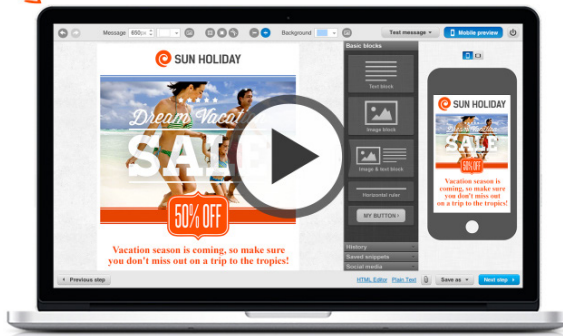 Message 850px
Background
Test message
Mobile preview
SUN HOLIDAY
Dream Vacat
SALE
50% OFF
Vacation season is coming, so make sure
you don't miss out on a trip to the tropics!
Basic blocks
Text block
Image block
Image & text block
Horizontal ruler
MY BUTTON ›
History
Saved snippets
Social media
SUN HOLIDAY
SALE
50% OFF
Vacation season is
coming, so make sure
you don't miss out
on a trip to the tropics!
Previous step
HTML Editor Plain Text
Save as
Next step